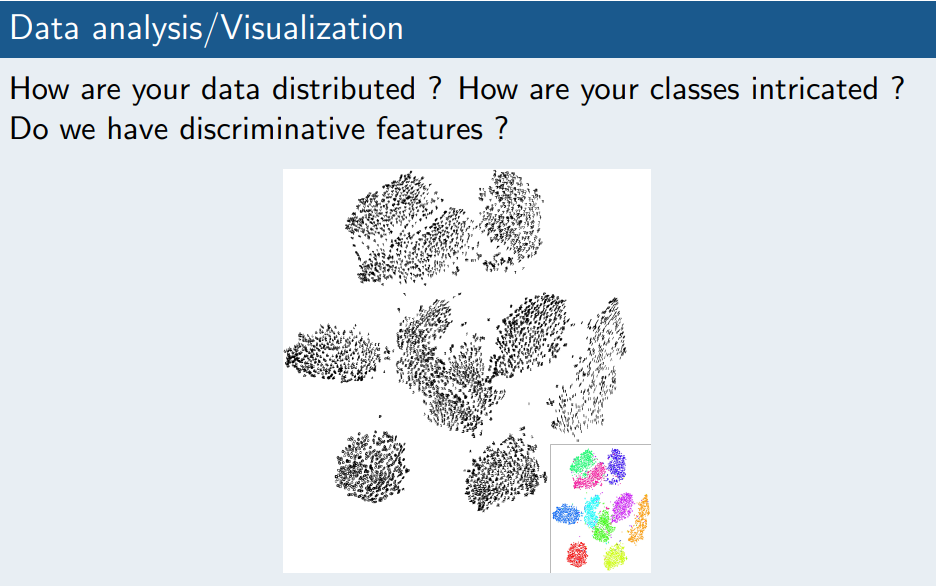 Data analysis/Visualization
How are your data distributed ? How are your classes intricated ?
Do we have discriminative features ?